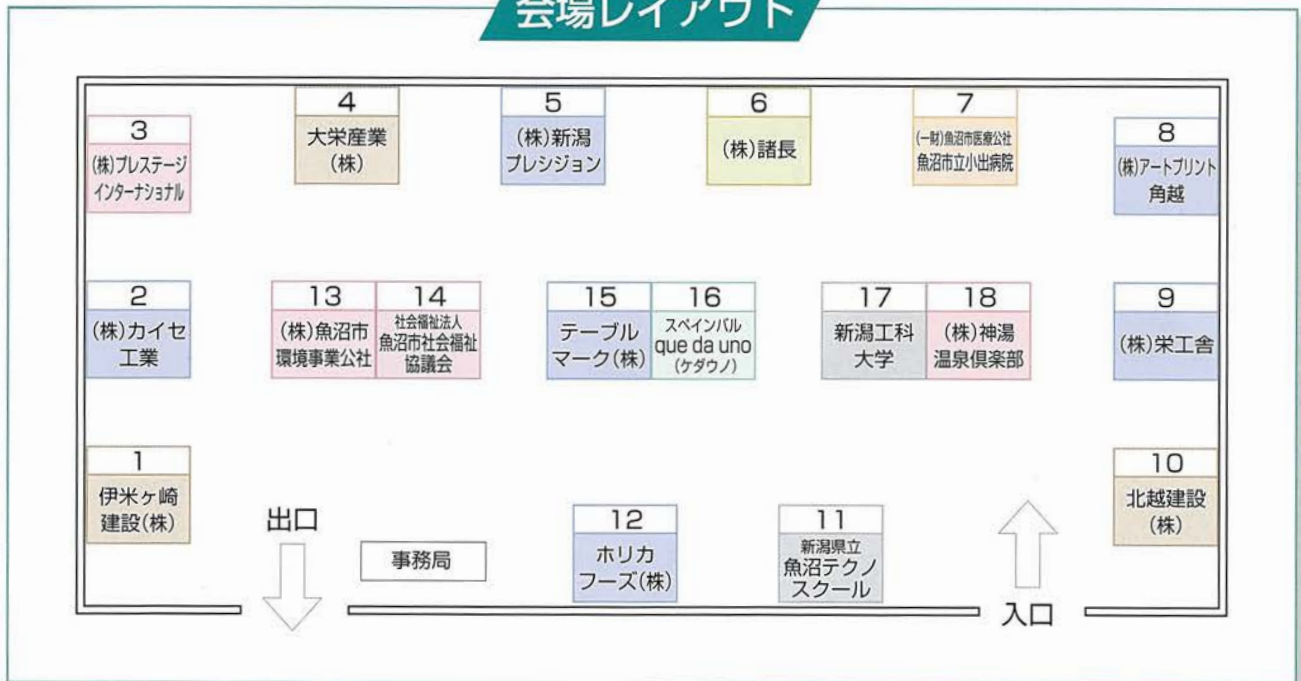 会場レイアウト
3
(株)プレステージ
インターナショナル
4
大栄産業
(株)
5
(株)新潟
プレシジョン
6
(株)諸長
7
(一財)魚沼市医療公社
魚沼市立小出病院
8
(株)アートプリント
角越
2
(株)カイセ
工業
13
(株)魚沼市
環境事業公社
14
社会福祉法人
魚沼市社会福祉
協議会
15
テーブル
マーク(株)
16
スペインバル
que da uno
(ケダウノ)
17
新潟工科
大学
18
(株)神湯
温泉倶楽部
9
(株)栄工舎
1
伊米ヶ崎
建設(株)
出口
事務局
12
ホリカ
フーズ(株)
11
新潟県立
魚沼テクノ
スクール
入口
10
北越建設
(株)